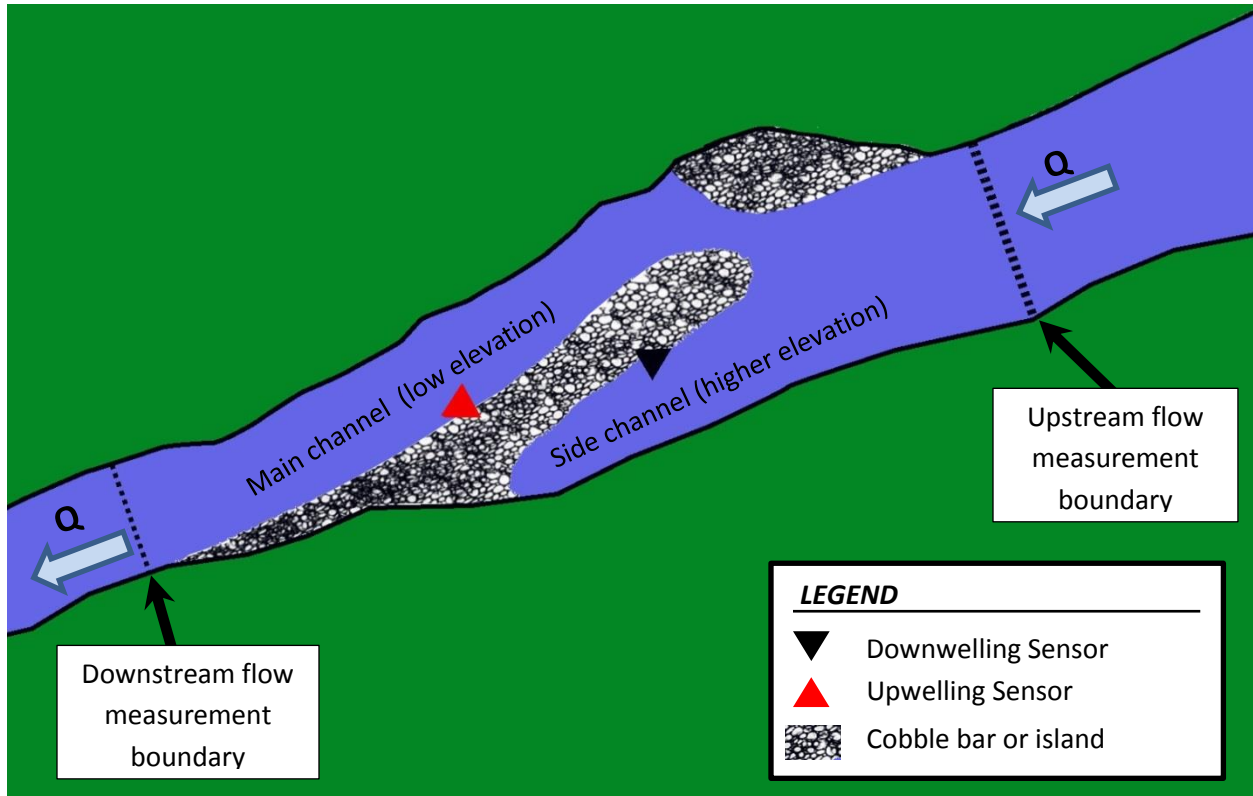 Q
Main channel (low elevation)
Side channel (higher elevation)
Upstream flow
measurement
boundary
Q
Downstream flow
measurement
boundary
LEGEND
Downwelling Sensor
Upwelling Sensor
Cobble bar or island